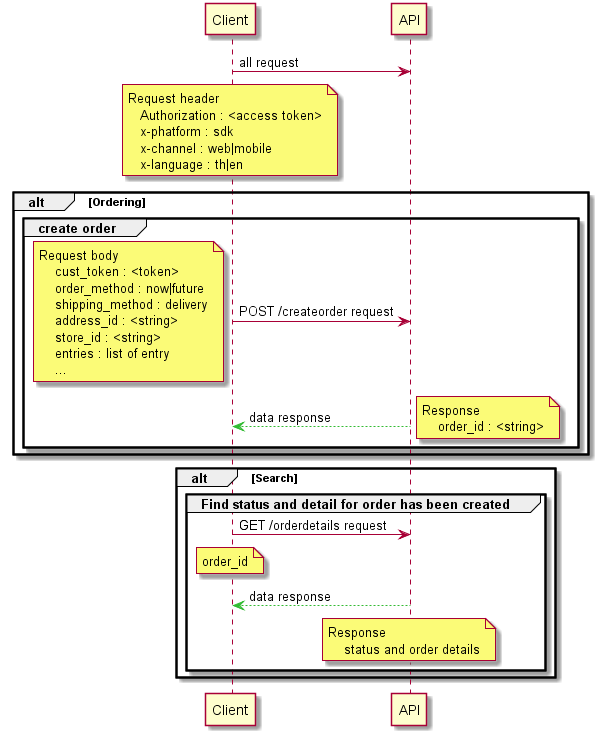 Client
API
all request
Request header
Authorization : <access token>
x-phatform : sdk
x-channel : web|mobile
x-language : th|en
alt [Ordering]
create order
Request body
cust_token : <token>
order_method : now|future
shipping_method : delivery
address_id : <string>
store_id : <string>
entries : list of entry
...
POST /createorder request
data response
Response
order_id : <string>
alt [Search]
Find status and detail for order has been created
GET /orderdetails request
order_id
data response
Response
status and order details
Client
API